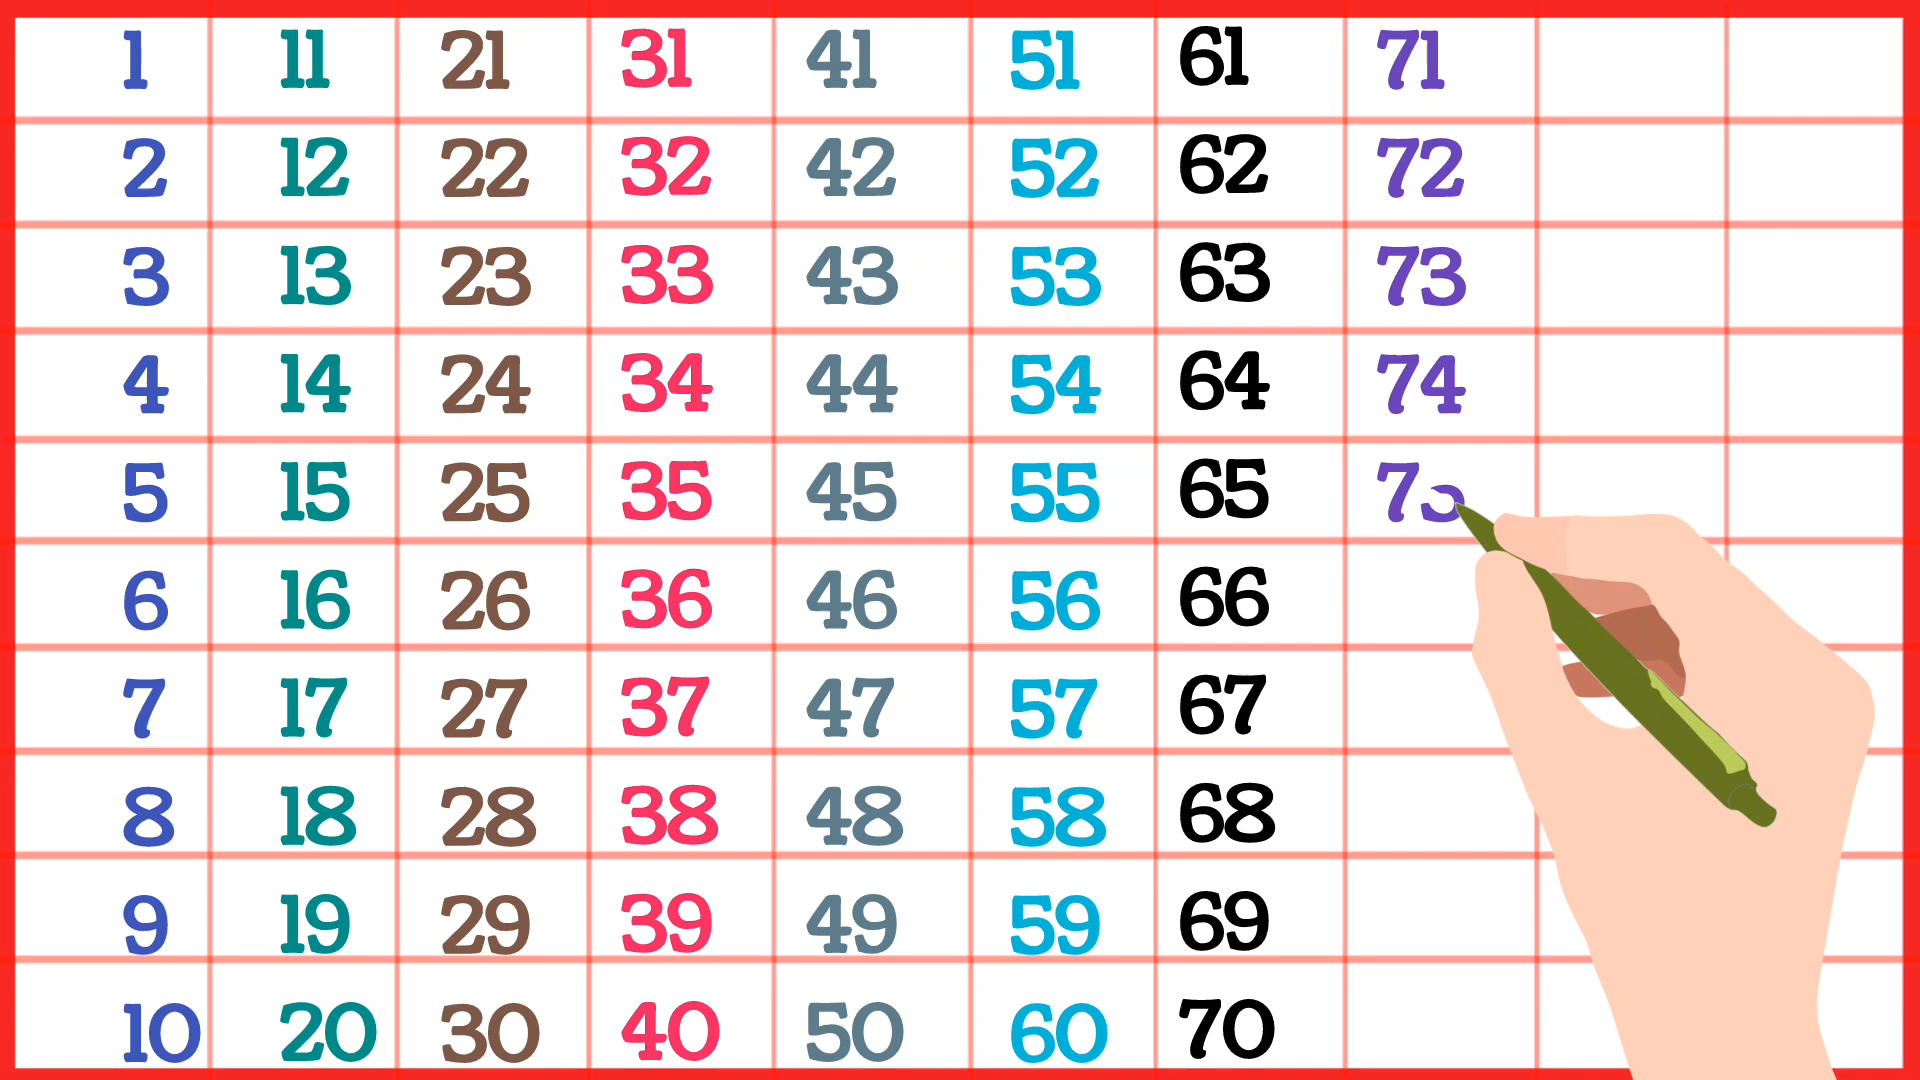 1 11 21 31 41 51 61 71
2 12 22 32 42 52 62 72
3 13 23 33 43 53 63 73
4 14 24 34 44 54 64 74
5 15 25 35 45 55 65
6 16 26 36 46 56 66
7 17 27 37 47 57 67
8 18 28 38 48 58 68
9 19 29 39 49 59 69
10 20 30 40 50 60 70